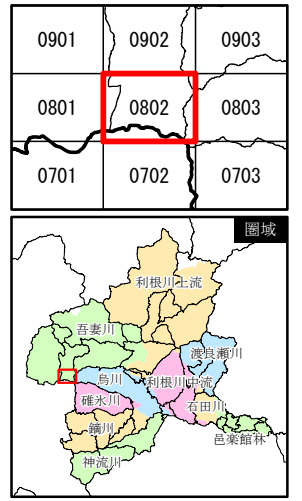 0901 0902 0903
0801 0802 0803
0701 0702 0703
圏域
利根川上流
吾妻川
渡良瀬川
烏川 利根川中流
碓氷川 石田川
鏑川 邑楽館林
神流川